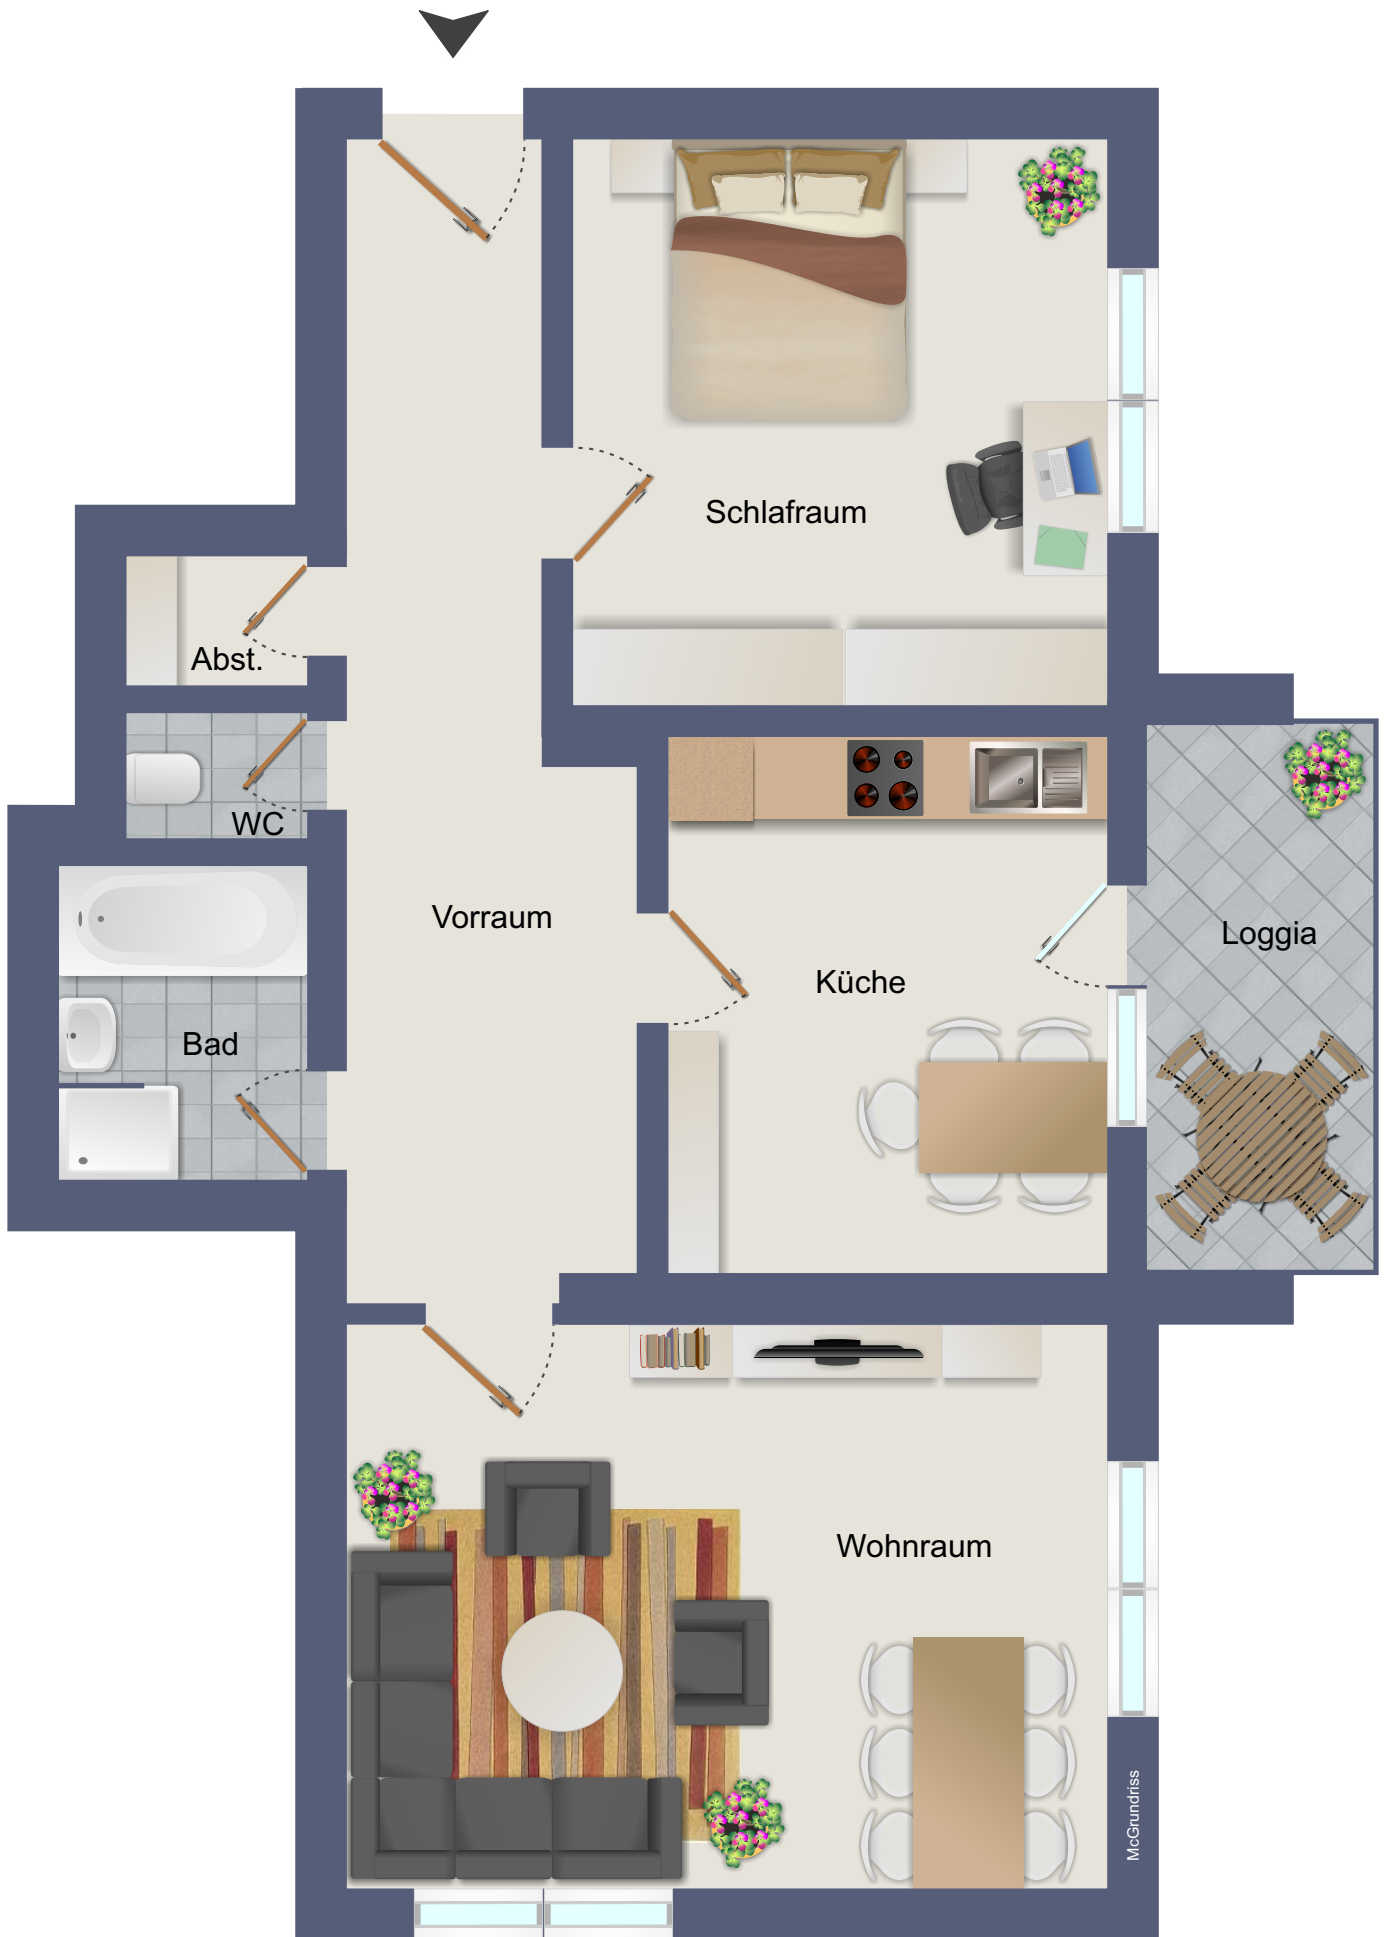 Schlafraum
Abst.
WC
Vorraum
Loggia
Küche
Bad
Wohnraum
McGrundriss